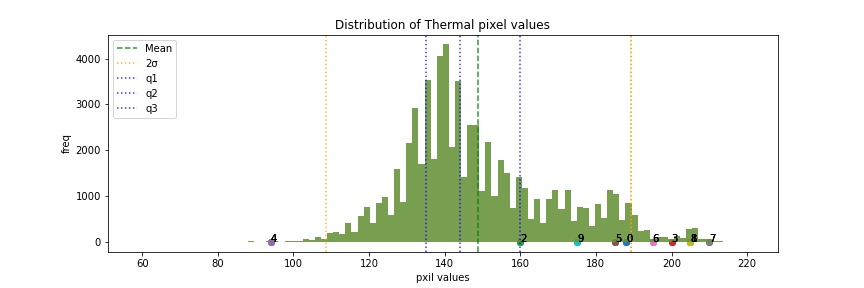 Distribution of Thermal pixel values
Mean
2σ
q1
q2
q3
freq
4000
3000
2000
1000
0
4 2 9 5 0 6 3 7
60 80 100 120 140 160 180 200 220
pxil values